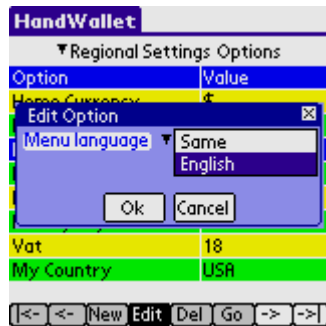 HandWallet
Regional Settings Options
Option Value
Home Currency $
Edit Option
Menu language Same
English
Ok Cancel
Vat 18
My Country USA
|<- <- New Edit Del Go -> ->|